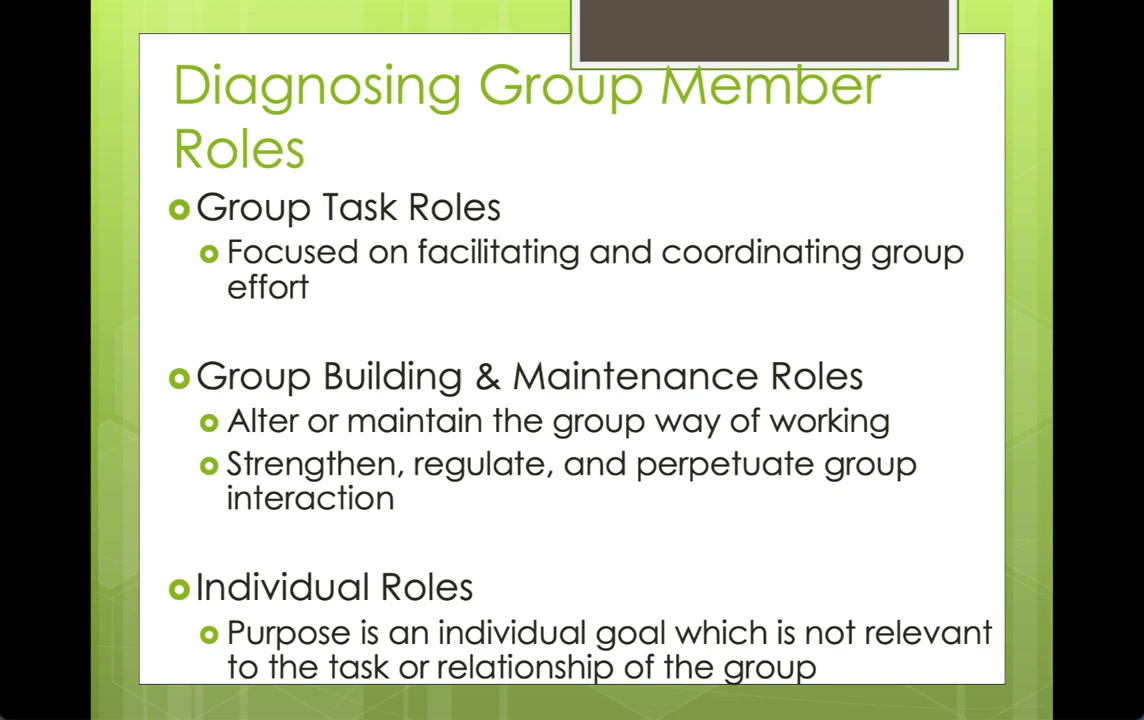 Diagnosing Group Member
Roles
Group Task Roles
Focused on facilitating and coordinating group
effort
Group Building & Maintenance Roles
Alter or maintain the group way of working
Strengthen, regulate, and perpetuate group
interaction
Individual Roles
Purpose is an individual goal which is not relevant
to the task or relationship of the group